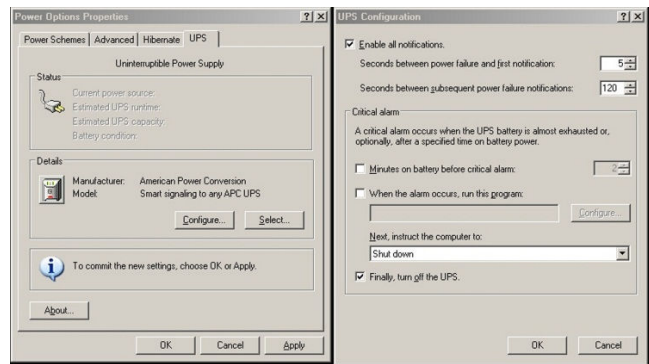 Power Options Properties
Power Schemes Advanced Hibernate UPS
Uninterruptible Power Supply
Status
Current power source:
Estimated UPS runtime:
Estimated UPS capacity:
Battery condition:
Details
Manufacturer: American Power Conversion
Model: Smart signaling to any APC UPS
Configure... Select...
To commit the new settings, choose OK or Apply.
About...
OK Cancel Apply
UPS Configuration
Enable all notifications.
Seconds between power failure and first notification: 5
Seconds between subsequent power failure notifications: 120
Critical alarm
A critical alarm occurs when the UPS battery is almost exhausted or,
optionally, after a specified time on battery power.
Minutes on battery before critical alarm: 2
When the alarm occurs, run this program:
Configure...
Next, instruct the computer to:
Shut down
Finally, turn off the UPS.
OK Cancel